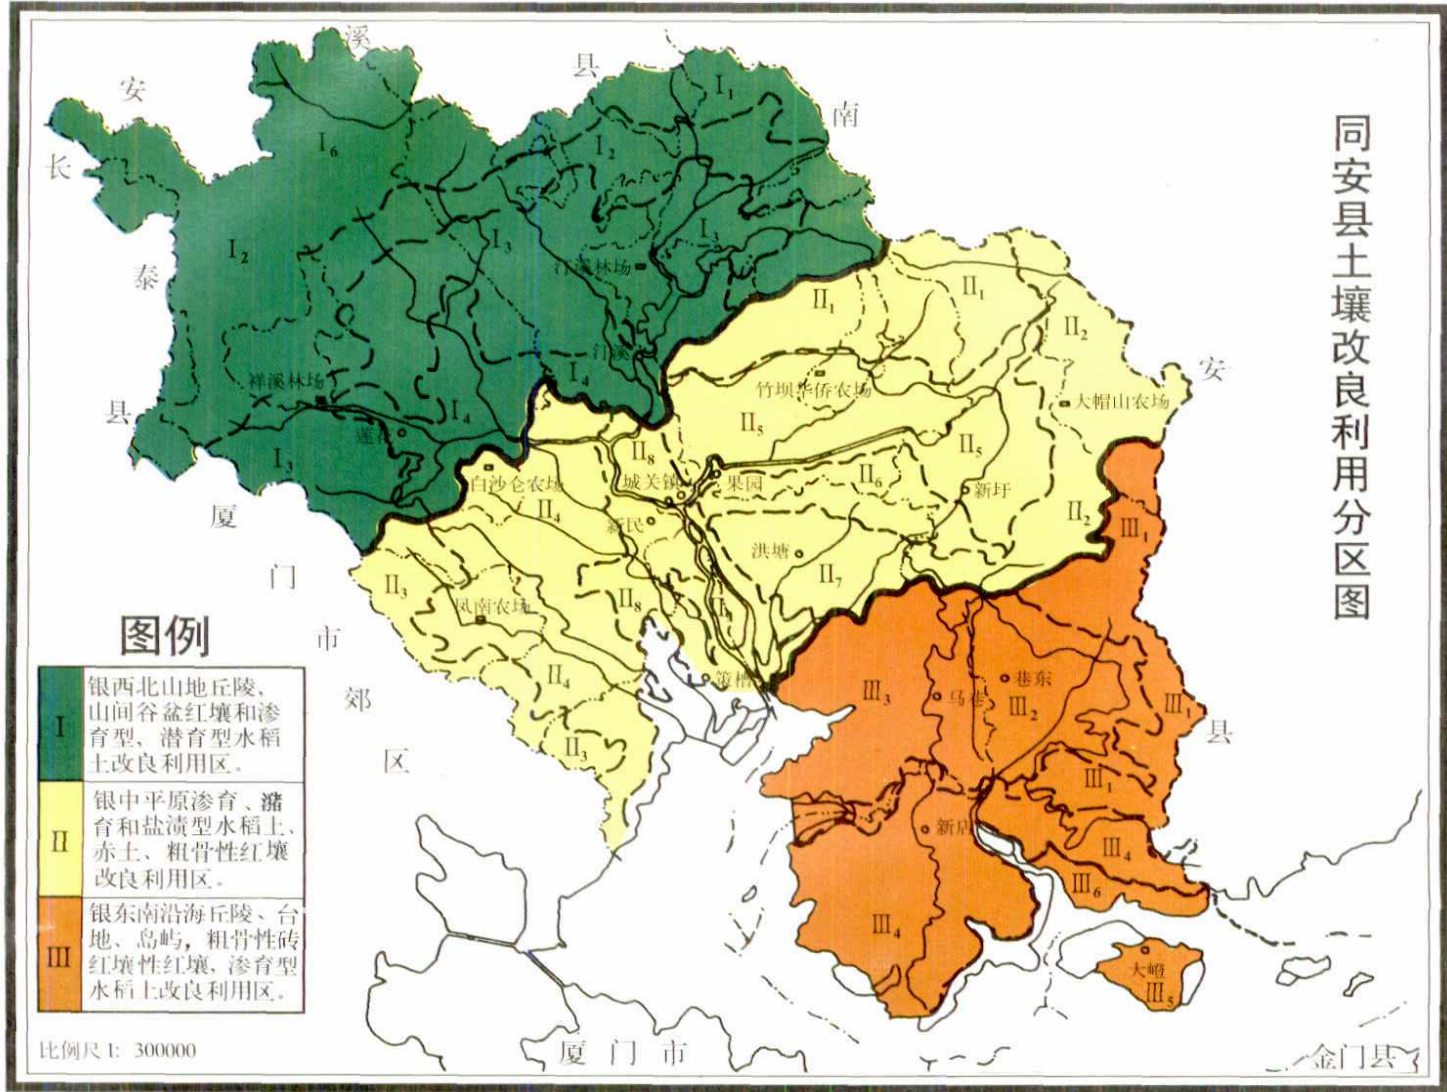 同安县土壤改良利用分区图
安
溪
县
南
安
县
长
泰
县
厦
门
市
郊
区
I₁
I₂
I₆
I₂
I₃
I₃
汀溪林场
汀溪
I₄
祥溪林场
I₄
莲花
I₃
II₁
II₁
II₂
竹坝华侨农场
大帽山农场
II₅
II₅
II₈
白沙仑农场
城关镇
果园
II₆
新圩
II₄
新民
II₂
洪塘
II₇
II₃
凤南农场
II₈
II₄
策槽
II₃
III₁
III₃
巷东
马巷
III₂
III₁
III₁
新店
III₄
III₆
III₄
大嶝
III₅
图例
I
银西北山地丘陵，
山间谷盆红壤和渗
育型、潜育型水稻
土改良利用区。
II
银中平原渗育、潴
育和盐渍型水稻土、
赤土、粗骨性红壤
改良利用区。
III
银东南沿海丘陵、台
地、岛屿，粗骨性砖
红壤性红壤，渗育型
水稻土改良利用区。
比例尺 1: 300000
厦门市
金门县